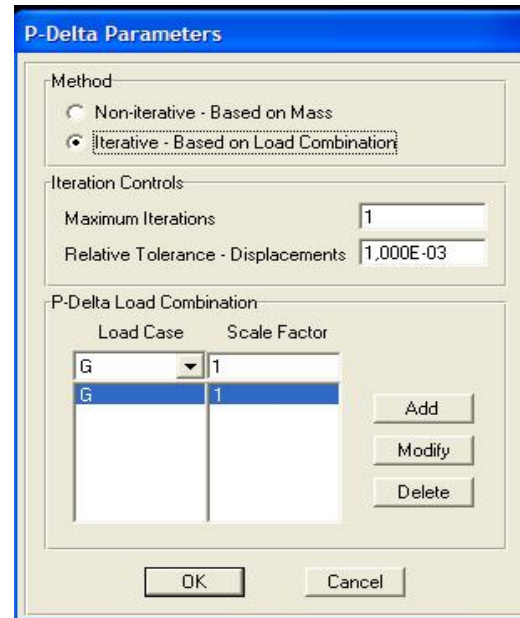 P-Delta Parameters
Method
Non-iterative - Based on Mass
Iterative - Based on Load Combination
Iteration Controls
Maximum Iterations 1
Relative Tolerance - Displacements 1,000E-03
P-Delta Load Combination
Load Case Scale Factor
G 1
G 1
Add
Modify
Delete
OK Cancel